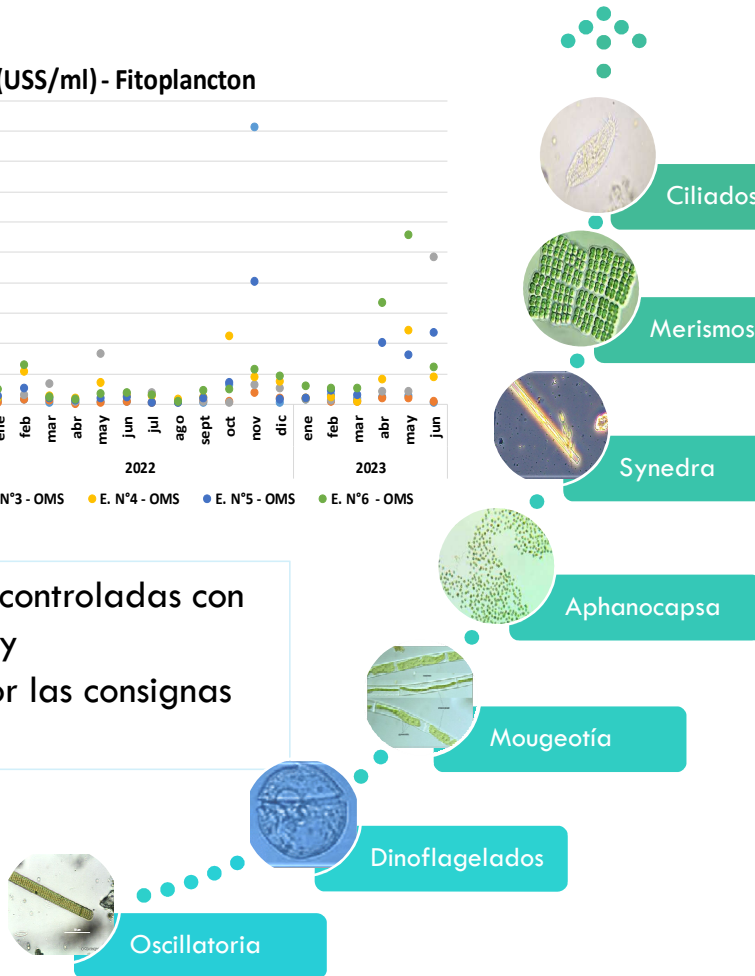 (USS/ml) - Fitoplancton
ene feb mar abr may jun jul ago sept oct nov dic ene feb mar abr may jun
2022 2023
N°3 - OMS E. N°4 - OMS E. N°5 - OMS E. N°6 - OMS
controladas con
y
or las consignas
Ciliados
Merismos
Synedra
Aphanocapsa
Mougeotía
Dinoflagelados
Oscillatoria